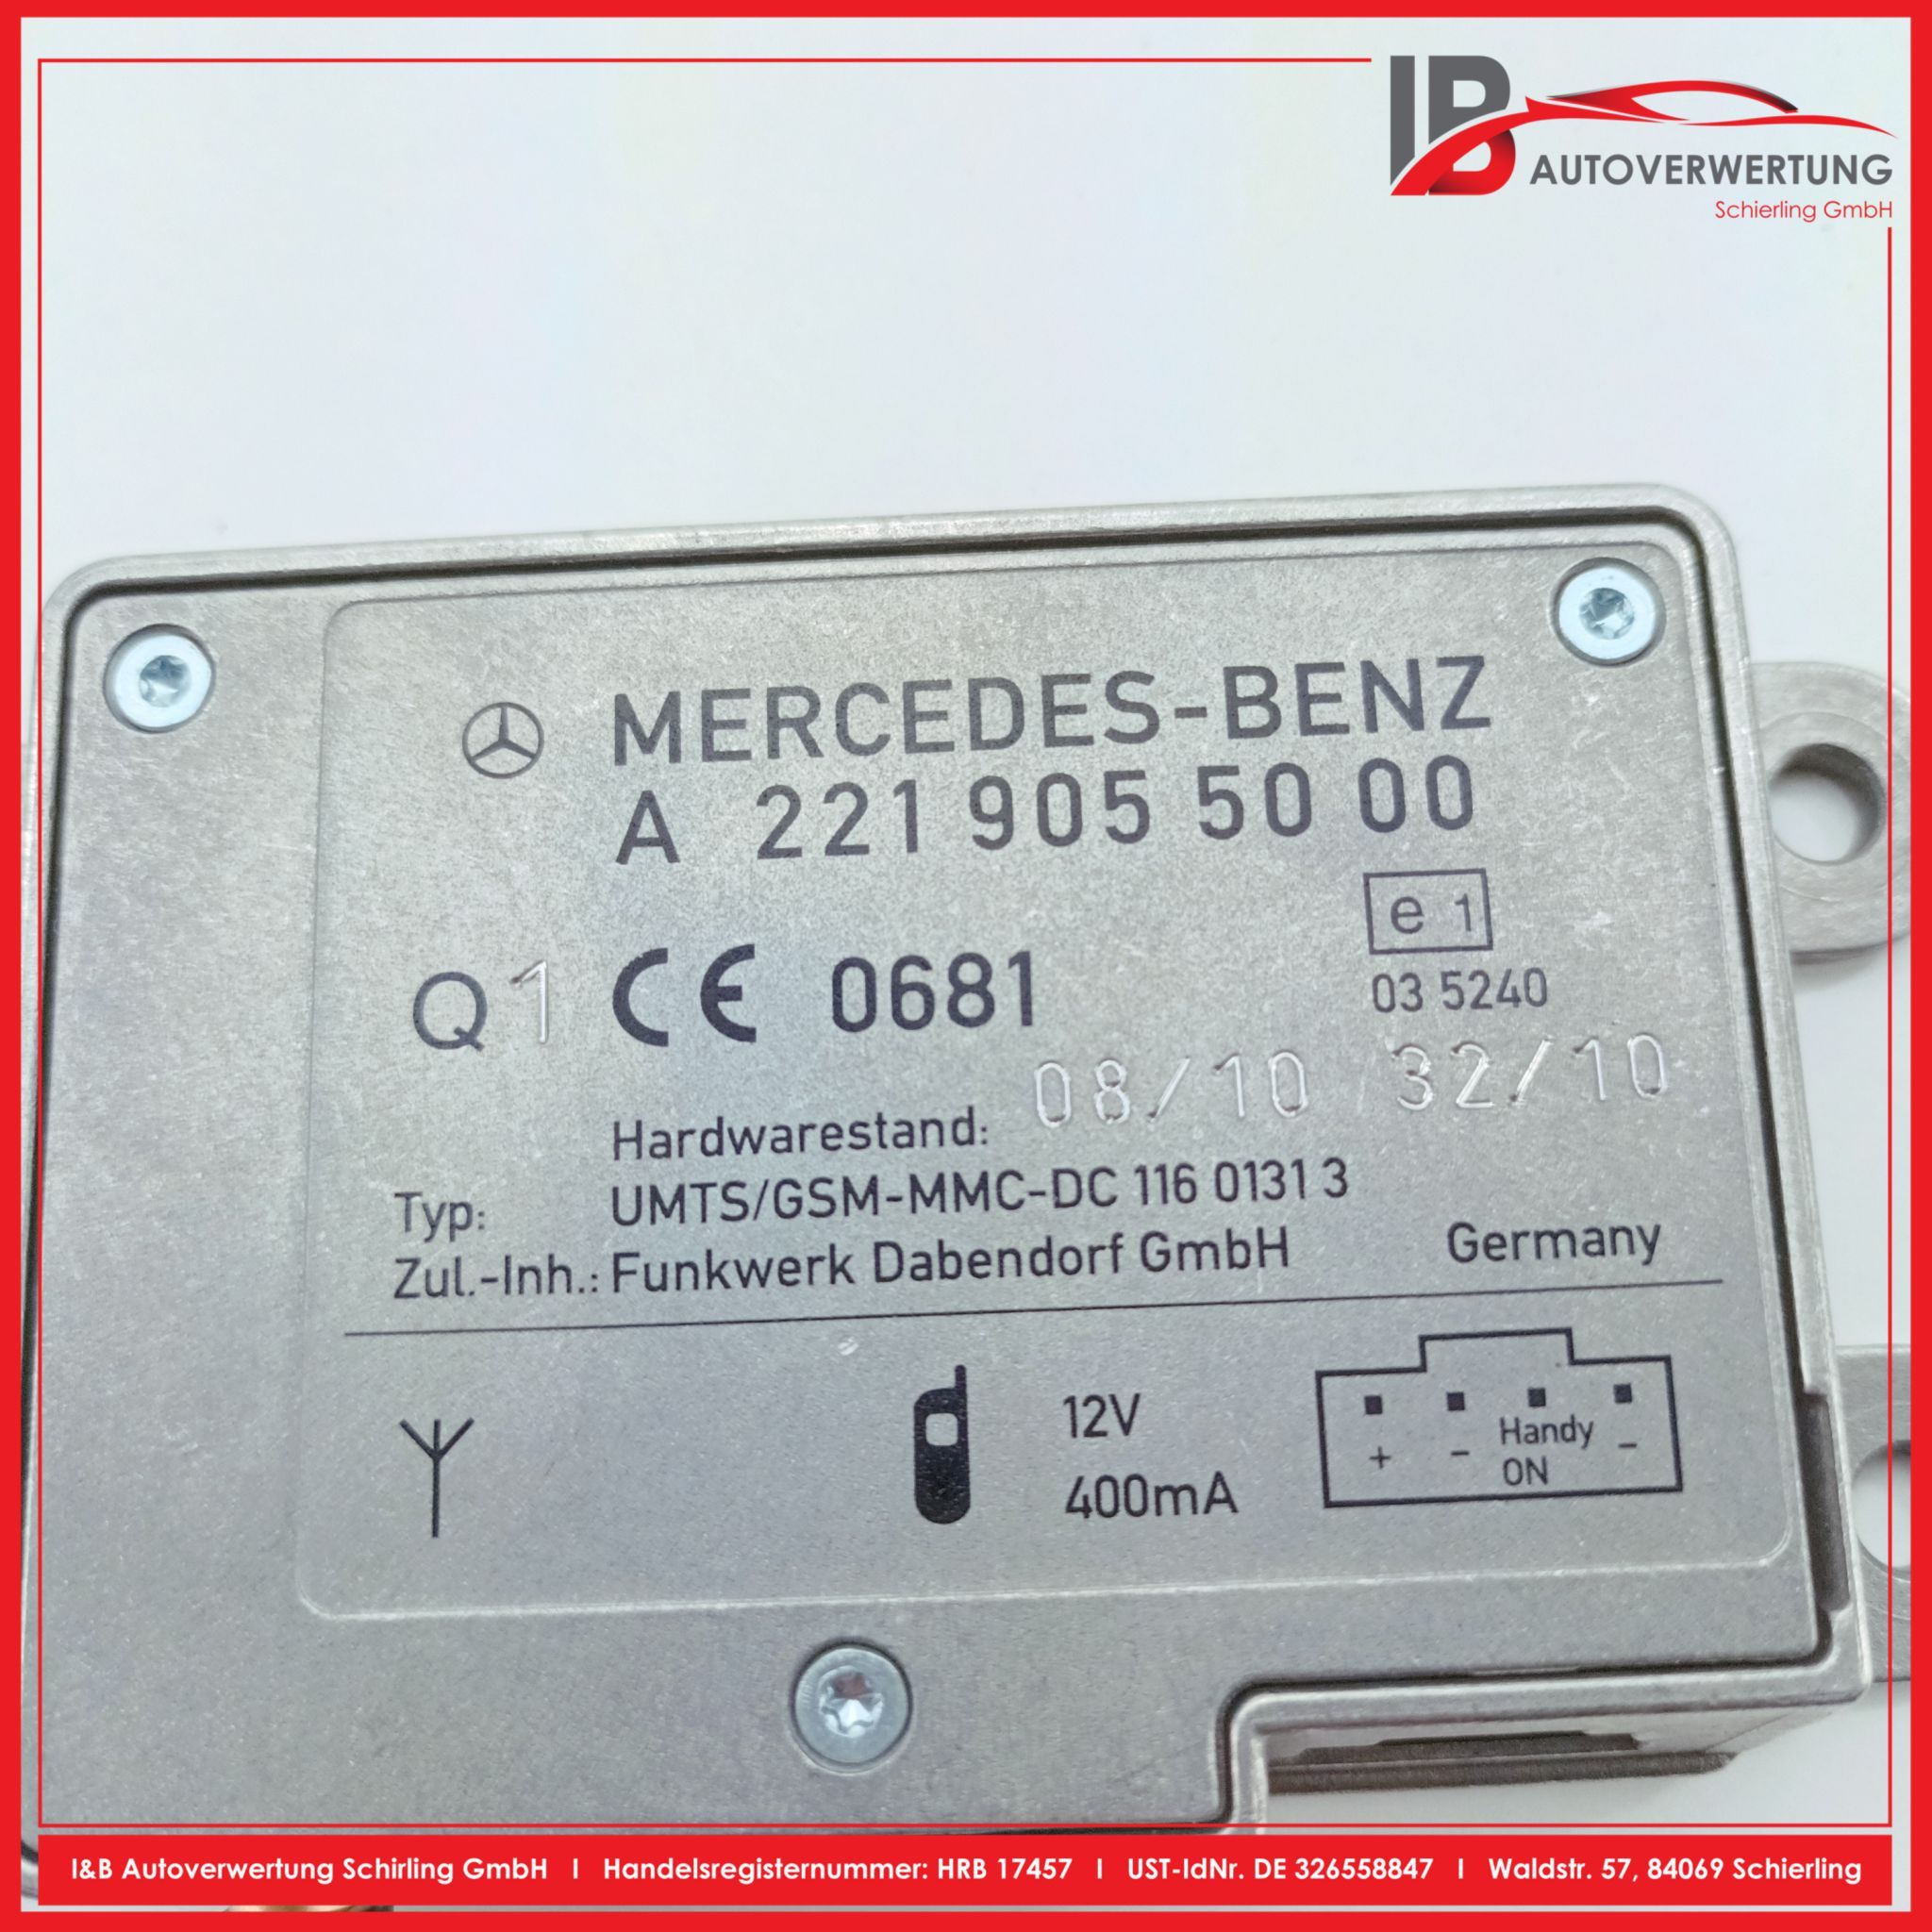 IB AUTOVERWERTUNG
Schierling GmbH
MERCEDES-BENZ
A 221 905 50 00
e 1
Q 1 CE 0681
03 5240
08/10 32/10
Hardwarestand:
Typ: UMTS/GSM-MMC-DC 116 0131 3
Zul.-Inh.: Funkwerk Dabendorf GmbH Germany
12V
400mA
Handy
+ - ON -
I&B Autoverwertung Schirling GmbH I Handelsregisternummer: HRB 17457 I UST-IdNr. DE 326558847 I Waldstr. 57, 84069 Schierling